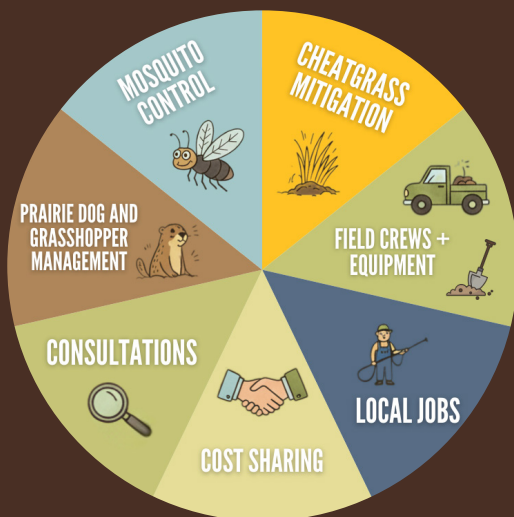 MOSQUITO
CONTROL
CHEATGRASS
MITIGATION
PRAIRIE DOG AND
GRASSHOPPER
MANAGEMENT
FIELD CREWS +
EQUIPMENT
CONSULTATIONS
LOCAL JOBS
COST SHARING